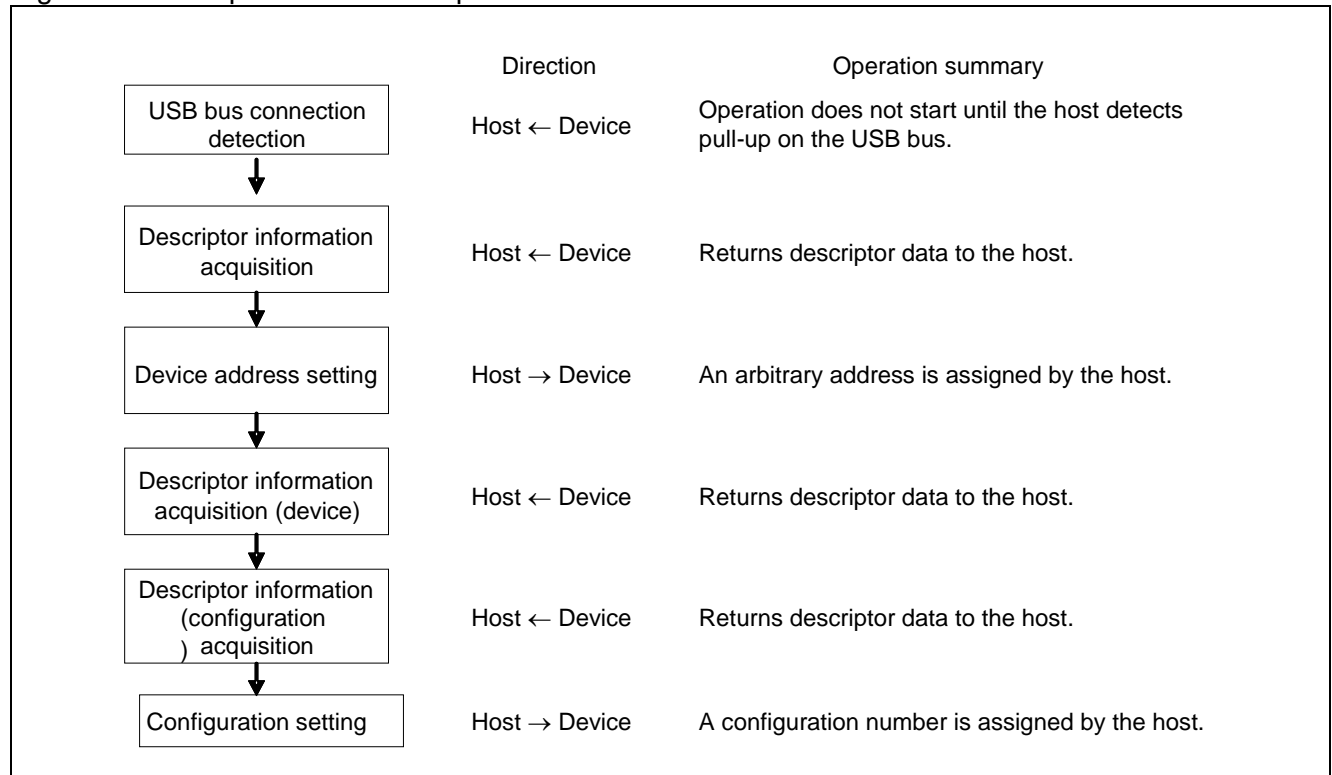 Direction
Operation summary
USB bus connection
detection
Host ← Device
Operation does not start until the host detects
pull-up on the USB bus.
Descriptor information
acquisition
Host ← Device
Returns descriptor data to the host.
Device address setting
Host → Device
An arbitrary address is assigned by the host.
Descriptor information
acquisition (device)
Host ← Device
Returns descriptor data to the host.
Descriptor information
(configuration
) acquisition
Host ← Device
Returns descriptor data to the host.
Configuration setting
Host → Device
A configuration number is assigned by the host.